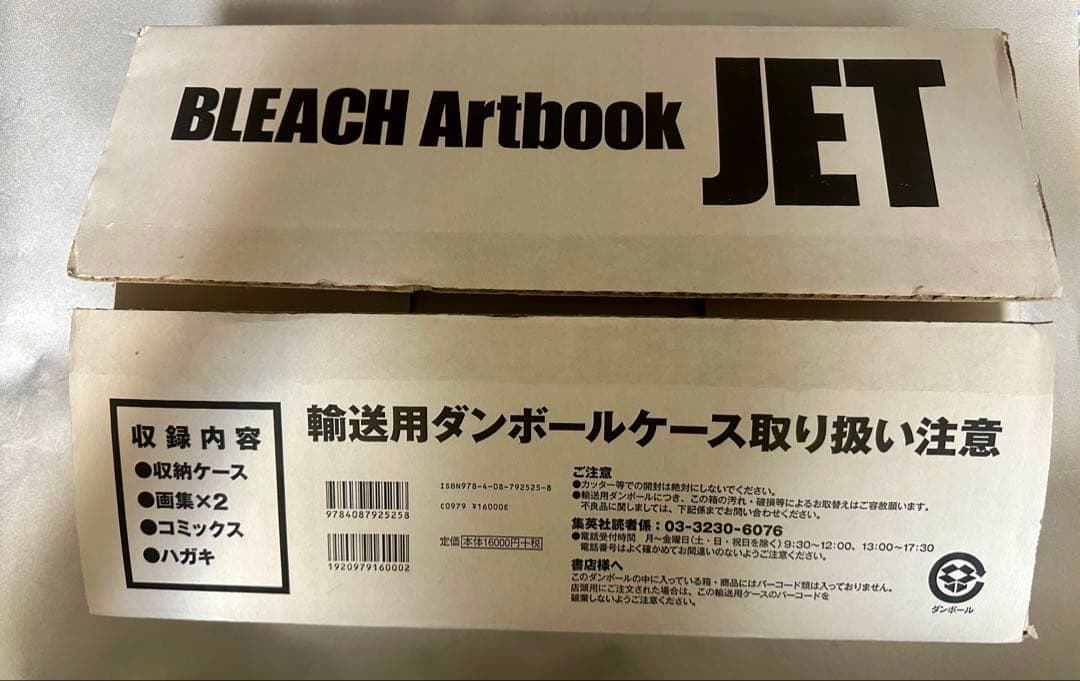 BLEACH Artbook JET
収録内容
●収納ケース
●画集×2
●コミックス
●ハガキ
輸送用ダンボールケース取り扱い注意
9784087925258
1920979160002
ISBN978-4-08-792525-8
C0979 ¥16000E
定価 本体16000円+税
ご注意
●カッター等での開封は絶対にしないでください。
●輸送用ダンボールにつき、この箱の汚れ・破損等によるお取替えはご容赦願います。
不良品に関しましては、下記係までお問い合わせください。
集英社読者係：03-3230-6076
●電話受付時間 月～金曜日(土・日・祝日を除く) 9:30～12:00、13:00～17:30
電話番号はよく確かめてお間違いのないようご注意ください。
書店様へ
このダンボールの中に入っている箱・商品にはバーコード類は入っておりません。
店頭用にご注文された場合は、この輸送用ケースのバーコードを
破棄しないようご注意ください。
ダンボール